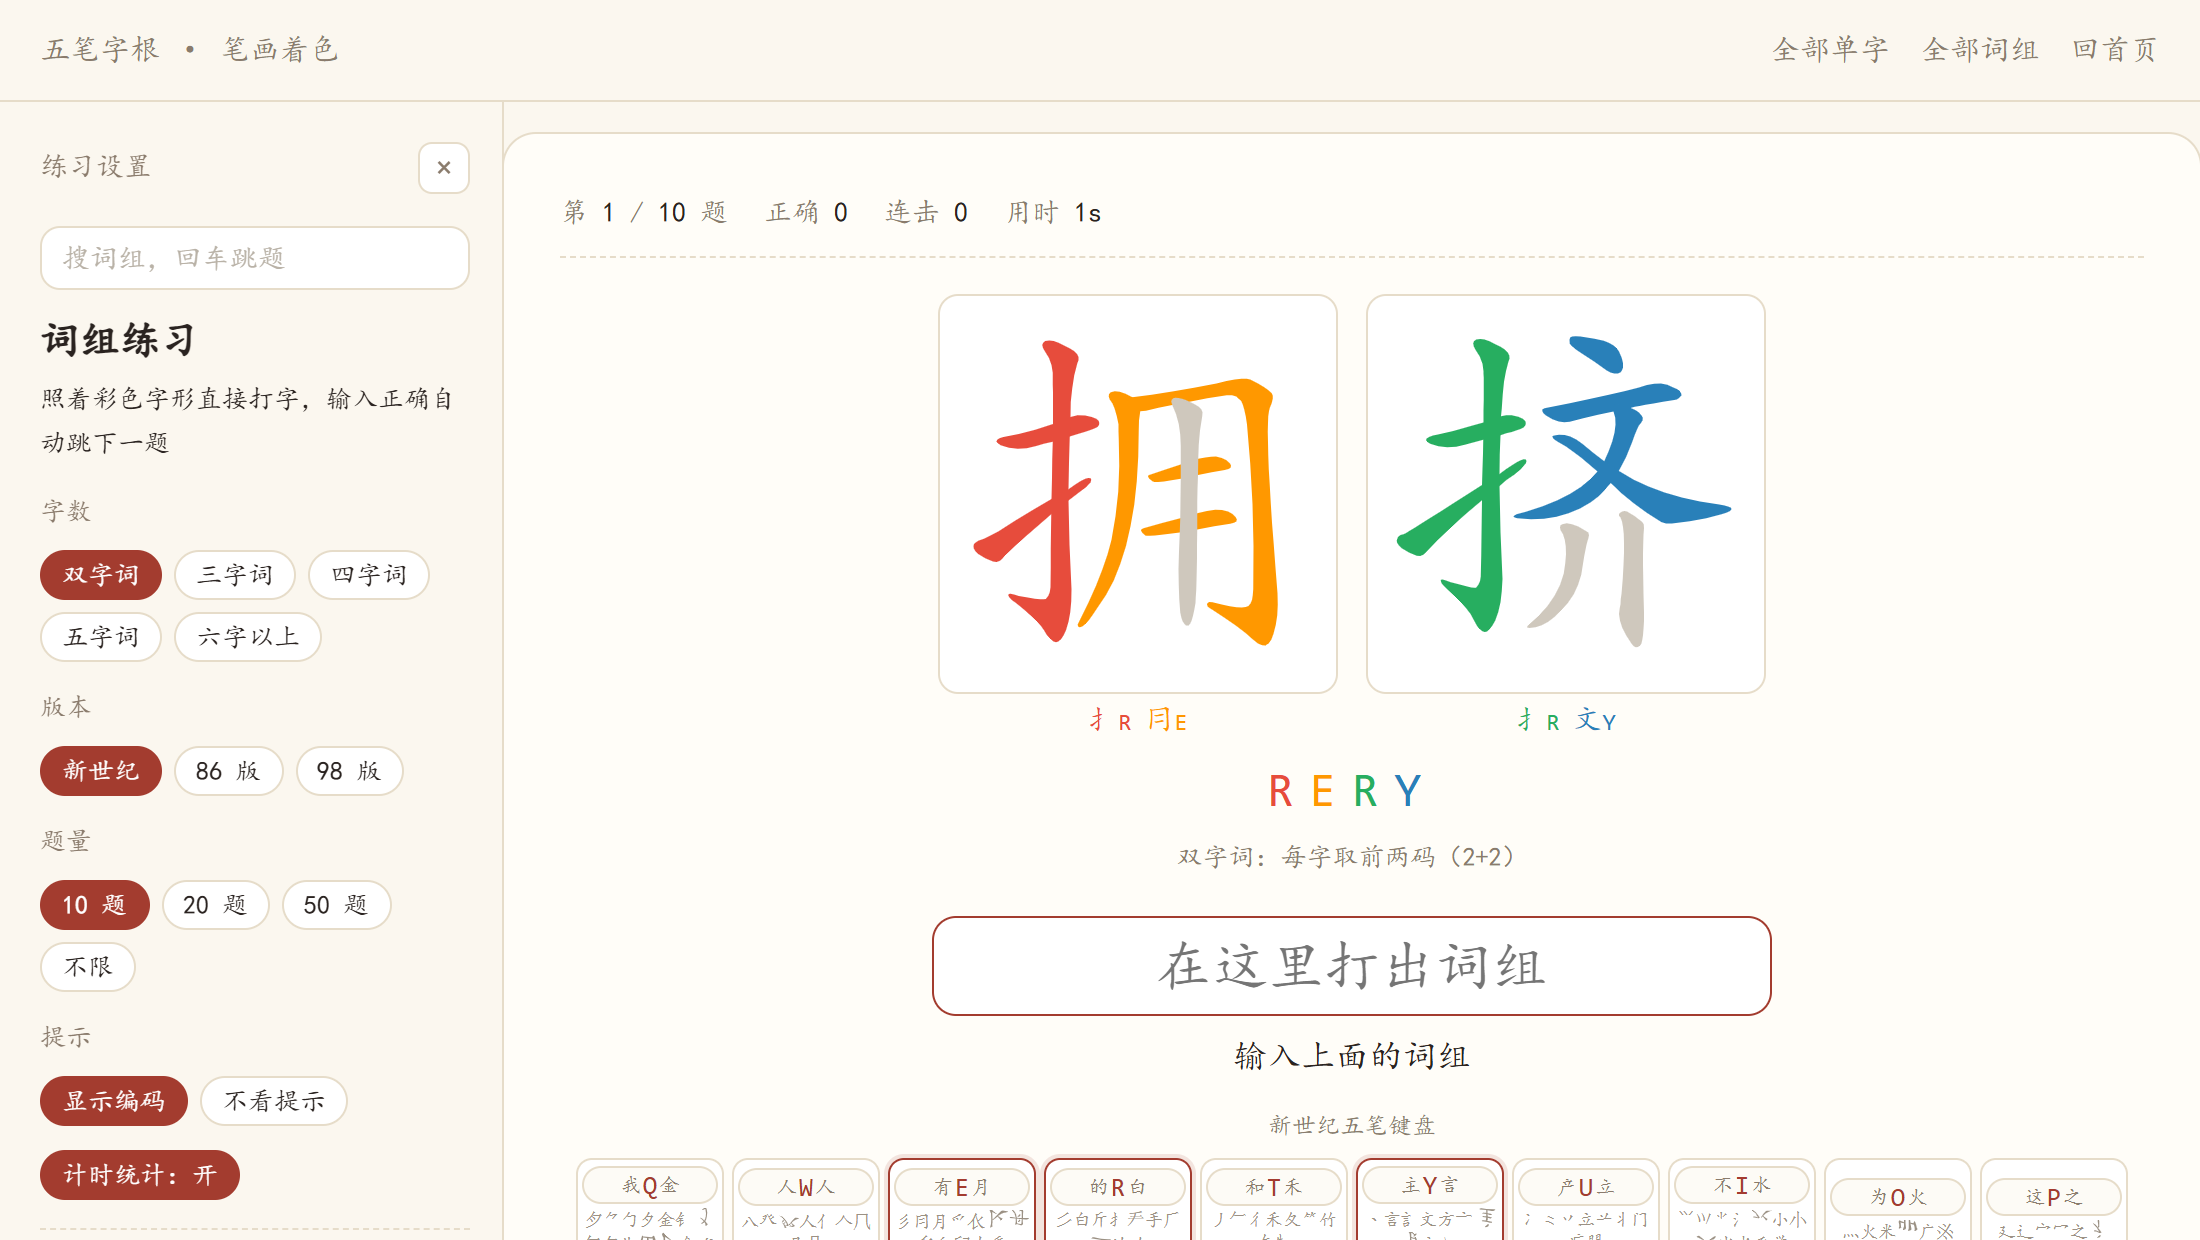 五笔字根 • 笔画着色
全部单字 全部词组 回首页
练习设置
×
搜词组，回车跳题
词组练习
照着彩色字形直接打字，输入正确自
动跳下一题
字数
双字词 三字词 四字词
五字词 六字以上
版本
新世纪 86 版 98 版
题量
10 题 20 题 50 题
不限
提示
显示编码 不看提示
计时统计：开
第 1 / 10 题 正确 0 连击 0 用时 1s
拥 挤
扌R 冃E 扌R 文Y
R E R Y
双字词：每字取前两码（2+2）
在这里打出词组
输入上面的词组
新世纪五笔键盘
我Q金 人W人 有E月 的R白 和T禾 主Y言 产U立 不I水 为O火 这P之